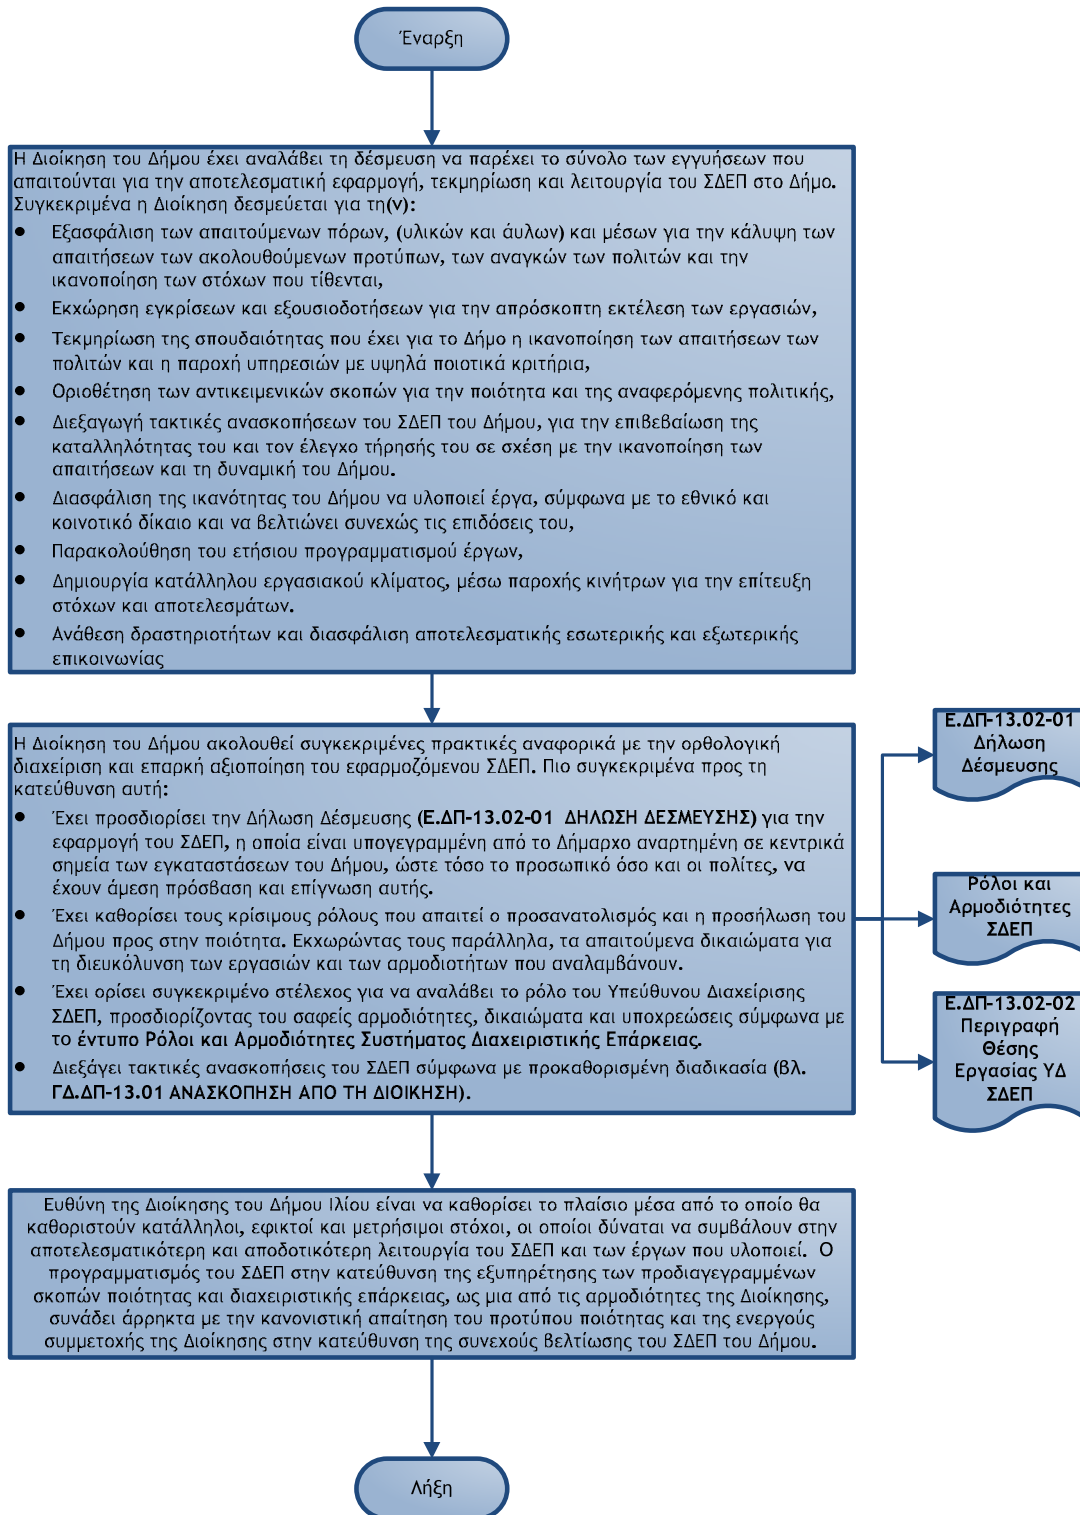 Έναρξη
Η Διοίκηση του Δήμου έχει αναλάβει τη δέσμευση να παρέχει το σύνολο των εγγυήσεων που
απαιτούνται για την αποτελεσματική εφαρμογή, τεκμηρίωση και λειτουργία του ΣΔΕΠ στο Δήμο.
Συγκεκριμένα η Διοίκηση δεσμεύεται για τη(ν):
• Εξασφάλιση των απαιτούμενων πόρων, (υλικών και άυλων) και μέσων για την κάλυψη των
απαιτήσεων των ακολουθούμενων προτύπων, των αναγκών των πολιτών και την
ικανοποίηση των στόχων που τίθενται,
• Εκχώρηση εγκρίσεων και εξουσιοδοτήσεων για την απρόσκοπτη εκτέλεση των εργασιών,
• Τεκμηρίωση της σπουδαιότητας που έχει για το Δήμο η ικανοποίηση των απαιτήσεων των
πολιτών και η παροχή υπηρεσιών με υψηλά ποιοτικά κριτήρια,
• Οριοθέτηση των αντικειμενικών σκοπών για την ποιότητα και της αναφερόμενης πολιτικής,
• Διεξαγωγή τακτικές ανασκοπήσεων του ΣΔΕΠ του Δήμου, για την επιβεβαίωση της
καταλληλότητας του και τον έλεγχο τήρησής του σε σχέση με την ικανοποίηση των
απαιτήσεων και τη δυναμική του Δήμου.
• Διασφάλιση της ικανότητας του Δήμου να υλοποιεί έργα, σύμφωνα με το εθνικό και
κοινοτικό δίκαιο και να βελτιώνει συνεχώς τις επιδόσεις του,
• Παρακολούθηση του ετήσιου προγραμματισμού έργων,
• Δημιουργία κατάλληλου εργασιακού κλίματος, μέσω παροχής κινήτρων για την επίτευξη
στόχων και αποτελεσμάτων.
• Ανάθεση δραστηριοτήτων και διασφάλιση αποτελεσματικής εσωτερικής και εξωτερικής
επικοινωνίας
Η Διοίκηση του Δήμου ακολουθεί συγκεκριμένες πρακτικές αναφορικά με την ορθολογική
διαχείριση και επαρκή αξιοποίηση του εφαρμοζόμενου ΣΔΕΠ. Πιο συγκεκριμένα προς τη
κατεύθυνση αυτή:
• Έχει προσδιορίσει την Δήλωση Δέσμευσης (Ε.ΔΠ-13.02-01 ΔΗΛΩΣΗ ΔΕΣΜΕΥΣΗΣ) για την
εφαρμογή του ΣΔΕΠ, η οποία είναι υπογεγραμμένη από το Δήμαρχο αναρτημένη σε κεντρικά
σημεία των εγκαταστάσεων του Δήμου, ώστε τόσο το προσωπικό όσο και οι πολίτες, να
έχουν άμεση πρόσβαση και επίγνωση αυτής.
• Έχει καθορίσει τους κρίσιμους ρόλους που απαιτεί ο προσανατολισμός και η προσήλωση του
Δήμου προς στην ποιότητα. Εκχωρώντας τους παράλληλα, τα απαιτούμενα δικαιώματα για
τη διευκόλυνση των εργασιών και των αρμοδιοτήτων που αναλαμβάνουν.
• Έχει ορίσει συγκεκριμένο στέλεχος για να αναλάβει το ρόλο του Υπεύθυνου Διαχείρισης
ΣΔΕΠ, προσδιορίζοντας του σαφείς αρμοδιότητες, δικαιώματα και υποχρεώσεις σύμφωνα με
το έντυπο Ρόλοι και Αρμοδιότητες Συστήματος Διαχειριστικής Επάρκειας.
• Διεξάγει τακτικές ανασκοπήσεις του ΣΔΕΠ σύμφωνα με προκαθορισμένη διαδικασία (βλ.
ΓΔ.ΔΠ-13.01 ΑΝΑΣΚΟΠΗΣΗ ΑΠΟ ΤΗ ΔΙΟΙΚΗΣΗ).
Ε.ΔΠ-13.02-01
Δήλωση
Δέσμευσης
Ρόλοι και
Αρμοδιότητες
ΣΔΕΠ
Ε.ΔΠ-13.02-02
Περιγραφή
Θέσης
Εργασίας ΥΔ
ΣΔΕΠ
Ευθύνη της Διοίκησης του Δήμου Ιλίου είναι να καθορίσει το πλαίσιο μέσα από το οποίο θα
καθοριστούν κατάλληλοι, εφικτοί και μετρήσιμοι στόχοι, οι οποίοι δύναται να συμβάλουν στην
αποτελεσματικότερη και αποδοτικότερη λειτουργία του ΣΔΕΠ και των έργων που υλοποιεί. Ο
προγραμματισμός του ΣΔΕΠ στην κατεύθυνση της εξυπηρέτησης των προδιαγεγραμμένων
σκοπών ποιότητας και διαχειριστικής επάρκειας, ως μια από τις αρμοδιότητες της Διοίκησης,
συνάδει άρρηκτα με την κανονιστική απαίτηση του προτύπου ποιότητας και της ενεργούς
συμμετοχής της Διοίκησης στην κατεύθυνση της συνεχούς βελτίωσης του ΣΔΕΠ του Δήμου.
Λήξη